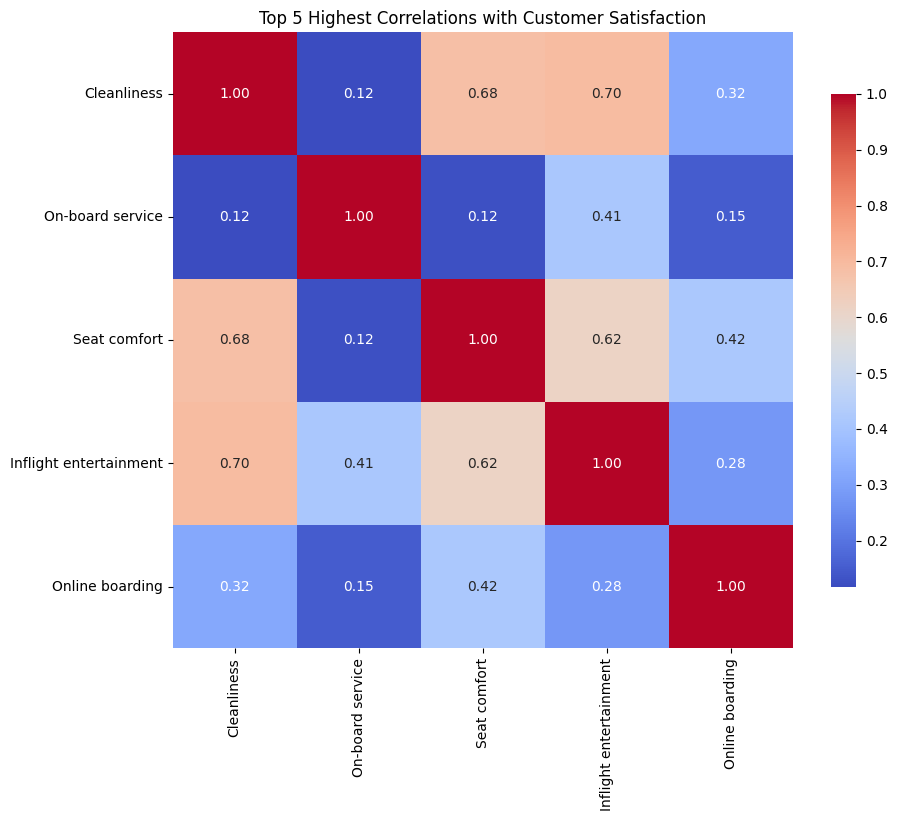 Top 5 Highest Correlations with Customer Satisfaction
Cleanliness 1.00 0.12 0.68 0.70 0.32
On-board service 0.12 1.00 0.12 0.41 0.15
Seat comfort 0.68 0.12 1.00 0.62 0.42
Inflight entertainment 0.70 0.41 0.62 1.00 0.28
Online boarding 0.32 0.15 0.42 0.28 1.00
Cleanliness
On-board service
Seat comfort
Inflight entertainment
Online boarding
1.0
0.9
0.8
0.7
0.6
0.5
0.4
0.3
0.2